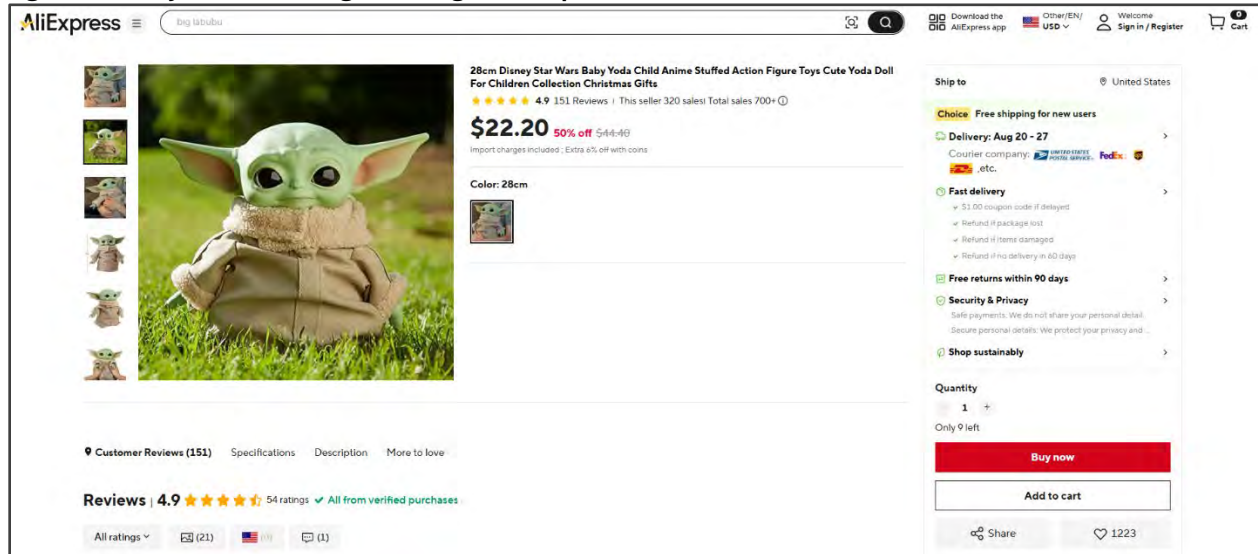 AliExpress
big labubu
Download the
AliExpress app
Other/EN/
USD
Welcome
Sign in / Register
0
Cart
28cm Disney Star Wars Baby Yoda Child Anime Stuffed Action Figure Toys Cute Yoda Doll
For Children Collection Christmas Gifts
4.9 151 Reviews | This seller 320 sales| Total sales 700+
$22.20 50% off $44.40
Import charges included ; Extra 6% off with coins
Color: 28cm
Ship to
United States
Choice Free shipping for new users
Delivery: Aug 20 - 27
Courier company: UNITED STATES POSTAL SERVICE, FedEx,
,etc.
Fast delivery
$1.00 coupon code if delayed
Refund if package lost
Refund if items damaged
Refund if no delivery in 60 days
Free returns within 90 days
Security & Privacy
Safe payments: We do not share your personal detail.
Secure personal details: We protect your privacy and ...
Shop sustainably
Quantity
- 1 +
Only 9 left
Buy now
Add to cart
Share
1223
Customer Reviews (151) Specifications Description More to love
Reviews | 4.9 54 ratings ✓ All from verified purchases
All ratings (21) (0) (1)